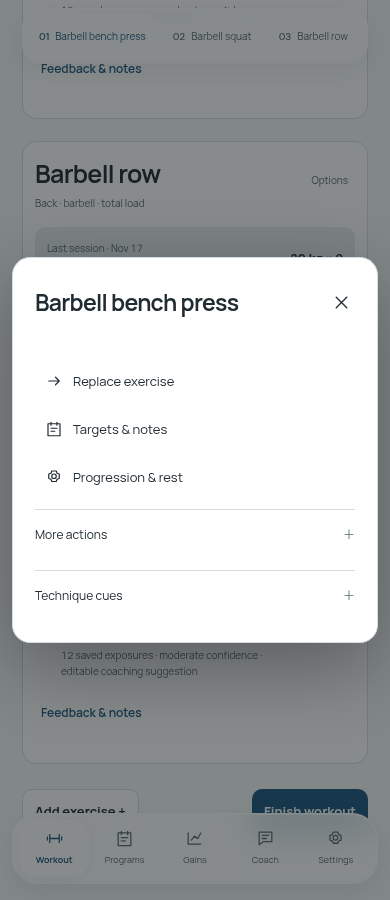 01 Barbell bench press 02 Barbell squat 03 Barbell row
Feedback & notes
Barbell row
Options
Back · barbell · total load
Last session · Nov 17
Barbell bench press
Replace exercise
Targets & notes
Progression & rest
More actions +
Technique cues +
12 saved exposures · moderate confidence ·
editable coaching suggestion
Feedback & notes
Add exercise + Finish workout
Workout Programs Gains Coach Settings